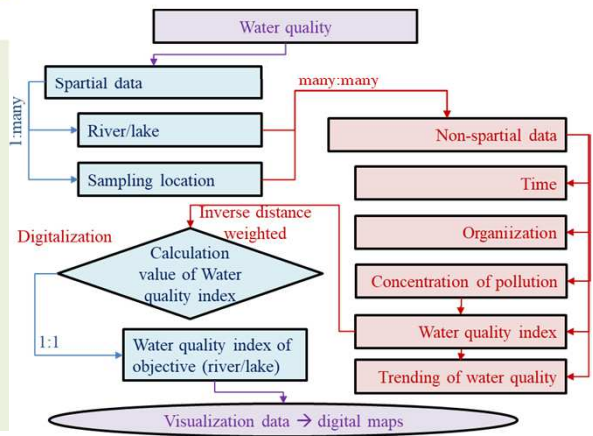 Water quality
Spartial data
many:many
1:many
River/lake
Sampling location
Non-spartial data
Time
Organiization
Concentration of pollution
Water quality index
Trending of water quality
Digitalization
Inverse distance
weighted
Calculation
value of Water
quality index
1:1
Water quality index of
objective (river/lake)
Visualization data → digital maps